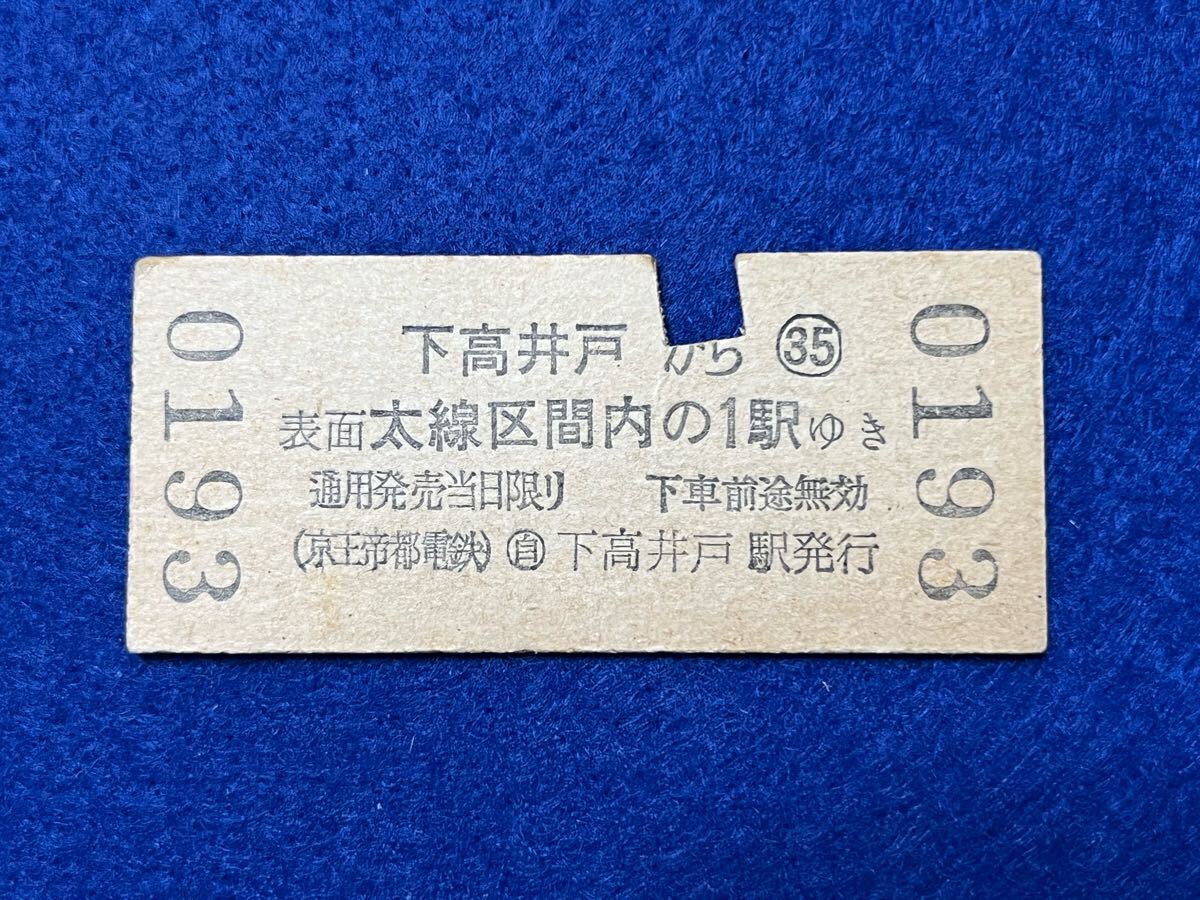 下高井戸 から ㉟
表面 太線区間内の1駅 ゆき
通用発売当日限り 下車前途無効
(京王帝都電鉄) ㊀自 下高井戸 駅発行
0193
0193